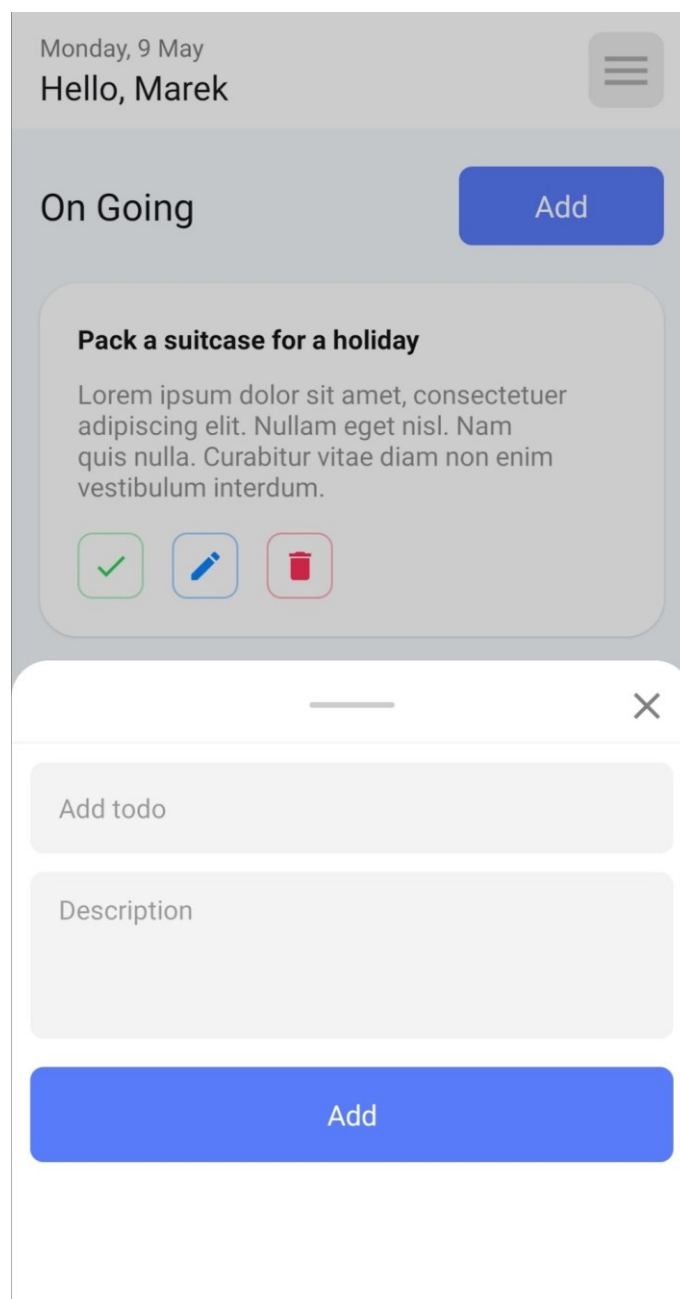 Monday, 9 May
Hello, Marek
On Going
Add
Pack a suitcase for a holiday
Lorem ipsum dolor sit amet, consectetuer
adipiscing elit. Nullam eget nisl. Nam
quis nulla. Curabitur vitae diam non enim
vestibulum interdum.
Add todo
Description
Add